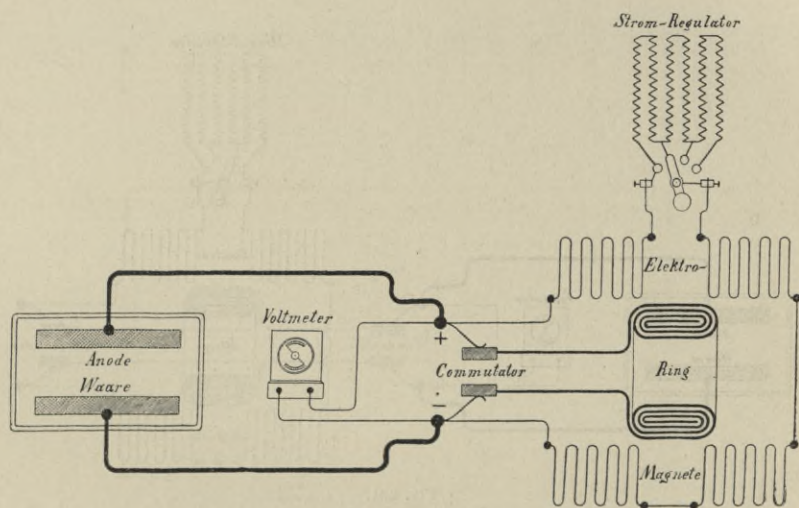 Strom-Regulator
Elektro-
Voltmeter
+
Anode
Commutator
Ring
Waare
−
Magnete